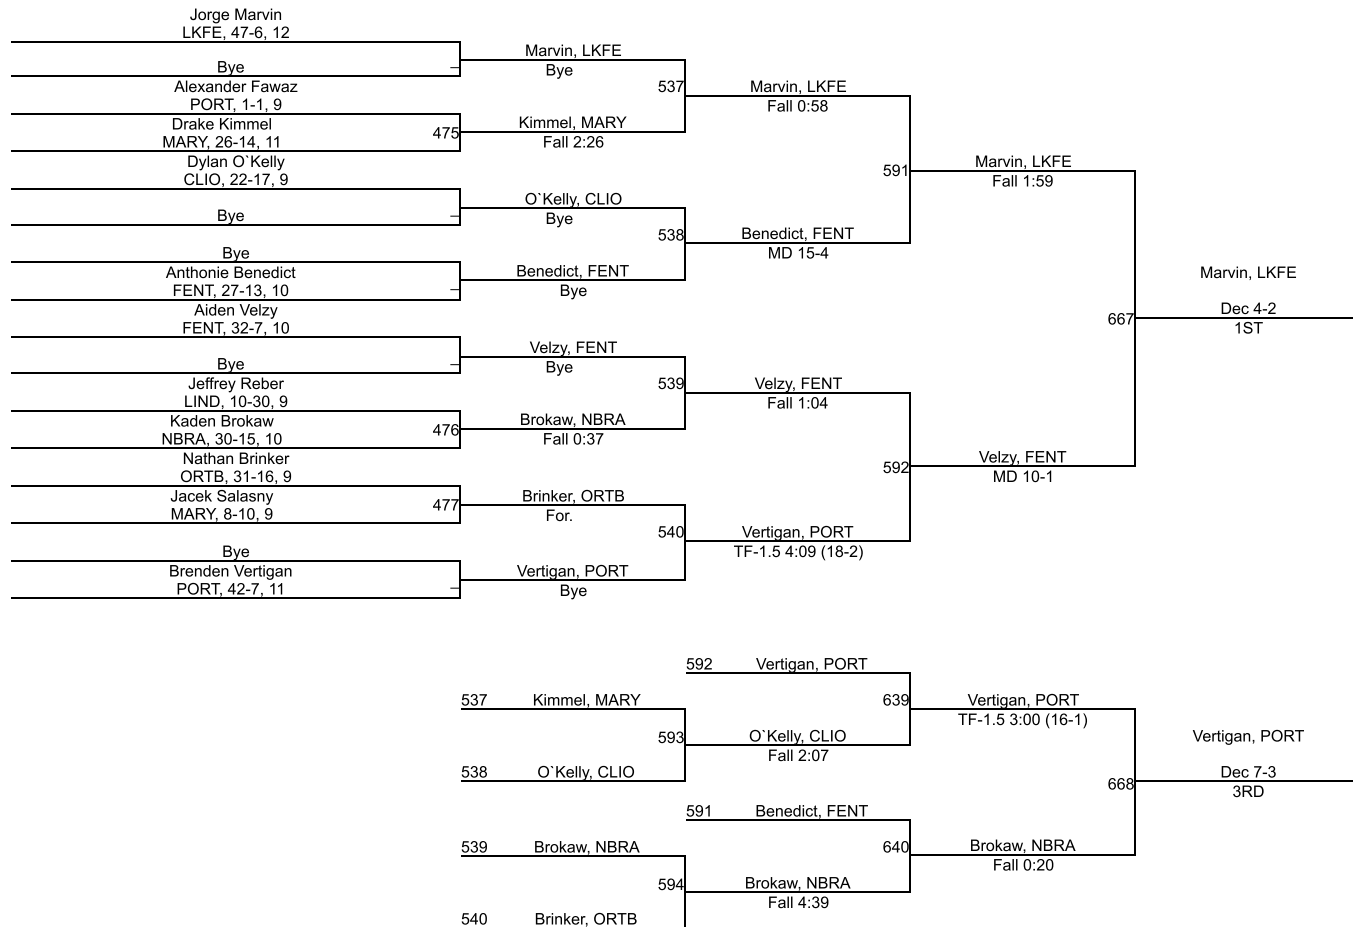 Jorge Marvin
LKFE, 47-6, 12
Bye
Alexander Fawaz
PORT, 1-1, 9
Drake Kimmel
MARY, 26-14, 11
475
Dylan O`Kelly
CLIO, 22-17, 9
Bye
Bye
Anthonie Benedict
FENT, 27-13, 10
Aiden Velzy
FENT, 32-7, 10
Bye
Jeffrey Reber
LIND, 10-30, 9
Kaden Brokaw
NBRA, 30-15, 10
476
Nathan Brinker
ORTB, 31-16, 9
Jacek Salasny
MARY, 8-10, 9
477
Bye
Brenden Vertigan
PORT, 42-7, 11
Marvin, LKFE
Bye
537
Kimmel, MARY
Fall 2:26
O`Kelly, CLIO
Bye
538
Benedict, FENT
Bye
Velzy, FENT
Bye
539
Brokaw, NBRA
Fall 0:37
Brinker, ORTB
For.
540
Vertigan, PORT
Bye
Marvin, LKFE
Fall 0:58
591
Benedict, FENT
MD 15-4
Velzy, FENT
Fall 1:04
592
Vertigan, PORT
TF-1.5 4:09 (18-2)
Marvin, LKFE
Fall 1:59
667
Velzy, FENT
MD 10-1
Marvin, LKFE
Dec 4-2
1ST
592 Vertigan, PORT
537 Kimmel, MARY
593
538 O`Kelly, CLIO
639
O`Kelly, CLIO
Fall 2:07
Vertigan, PORT
TF-1.5 3:00 (16-1)
591 Benedict, FENT
539 Brokaw, NBRA
594
540 Brinker, ORTB
640
Brokaw, NBRA
Fall 4:39
Brokaw, NBRA
Fall 0:20
668
Vertigan, PORT
Dec 7-3
3RD